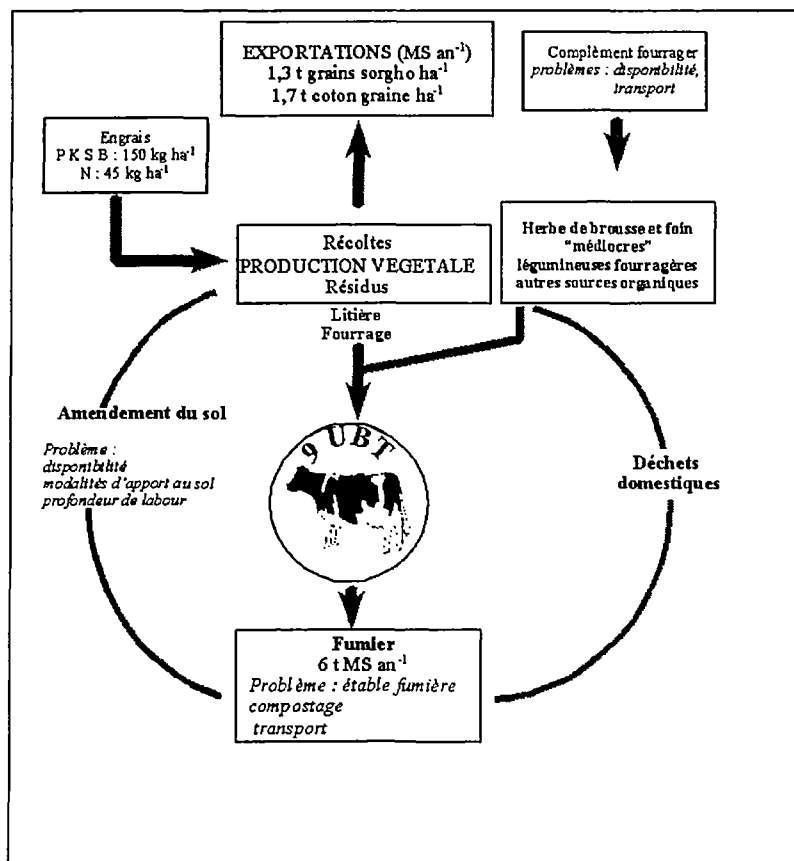 EXPORTATIONS (MS an⁻¹)
1,3 t grains sorgho ha⁻¹
1,7 t coton graine ha⁻¹
Complèment fourrager
problèmes : disponibilité,
transport
Engrais
P K S B : 150 kg ha⁻¹
N : 45 kg ha⁻¹
Récoltes
PRODUCTION VEGETALE
Résidus
Herbe de brousse et foin
"médiocres"
légumineuses fourragères
autres sources organiques
Litière
Fourrage
Amendement du sol
Problème :
disponibilité
modalités d'apport au sol
profondeur de labour
9 UBT
Déchets
domestiques
Fumier
6 t MS an⁻¹
Problème : étable fumière
compostage
transport